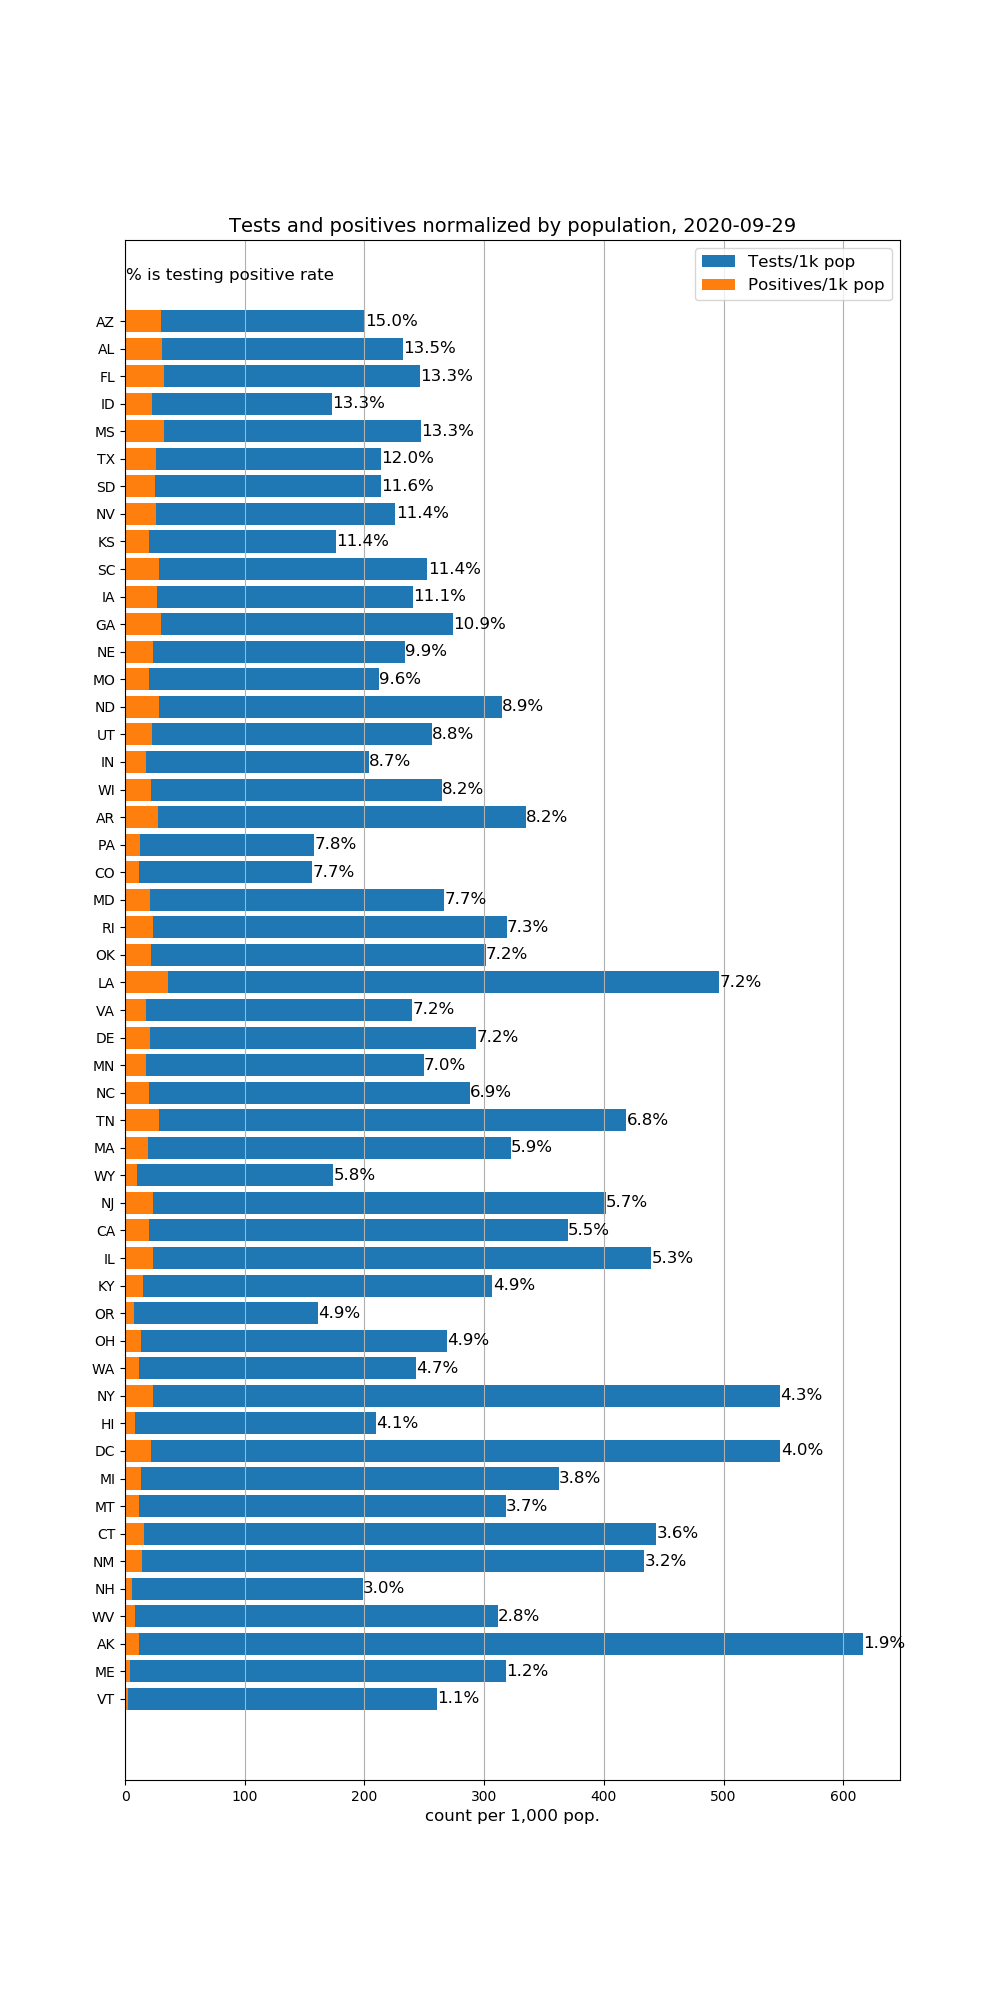 Tests and positives normalized by population, 2020-09-29
% is testing positive rate
Tests/1k pop
Positives/1k pop
AZ 15.0%
AL 13.5%
FL 13.3%
ID 13.3%
MS 13.3%
TX 12.0%
SD 11.6%
NV 11.4%
KS 11.4%
SC 11.4%
IA 11.1%
GA 10.9%
NE 9.9%
MO 9.6%
ND 8.9%
UT 8.8%
IN 8.7%
WI 8.2%
AR 8.2%
PA 7.8%
CO 7.7%
MD 7.7%
RI 7.3%
OK 7.2%
LA 7.2%
VA 7.2%
DE 7.2%
MN 7.0%
NC 6.9%
TN 6.8%
MA 5.9%
WY 5.8%
NJ 5.7%
CA 5.5%
IL 5.3%
KY 4.9%
OR 4.9%
OH 4.9%
WA 4.7%
NY 4.3%
HI 4.1%
DC 4.0%
MI 3.8%
MT 3.7%
CT 3.6%
NM 3.2%
NH 3.0%
WV 2.8%
AK 1.9%
ME 1.2%
VT 1.1%
0 100 200 300 400 500 600
count per 1,000 pop.